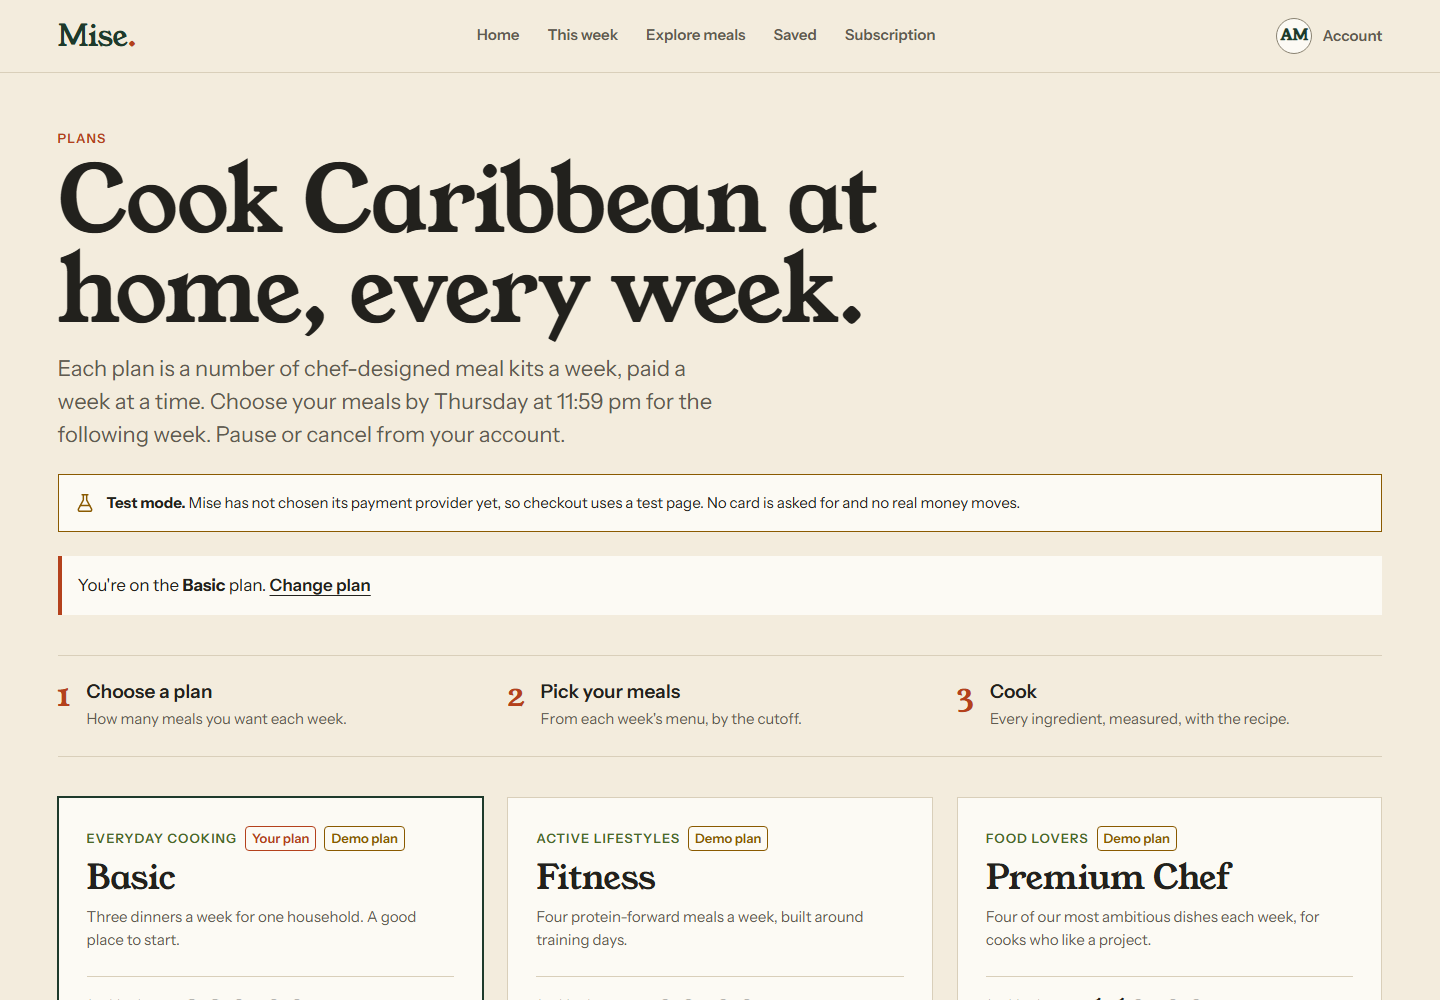 Mise.
Home
This week
Explore meals
Saved
Subscription
AM
Account
PLANS
Cook Caribbean at
home, every week.
Each plan is a number of chef-designed meal kits a week, paid a
week at a time. Choose your meals by Thursday at 11:59 pm for the
following week. Pause or cancel from your account.
Test mode. Mise has not chosen its payment provider yet, so checkout uses a test page. No card is asked for and no real money moves.
You're on the Basic plan. Change plan
1
Choose a plan
How many meals you want each week.
2
Pick your meals
From each week's menu, by the cutoff.
3
Cook
Every ingredient, measured, with the recipe.
EVERYDAY COOKING
Your plan
Demo plan
Basic
Three dinners a week for one household. A good
place to start.
ACTIVE LIFESTYLES
Demo plan
Fitness
Four protein-forward meals a week, built around
training days.
FOOD LOVERS
Demo plan
Premium Chef
Four of our most ambitious dishes each week, for
cooks who like a project.